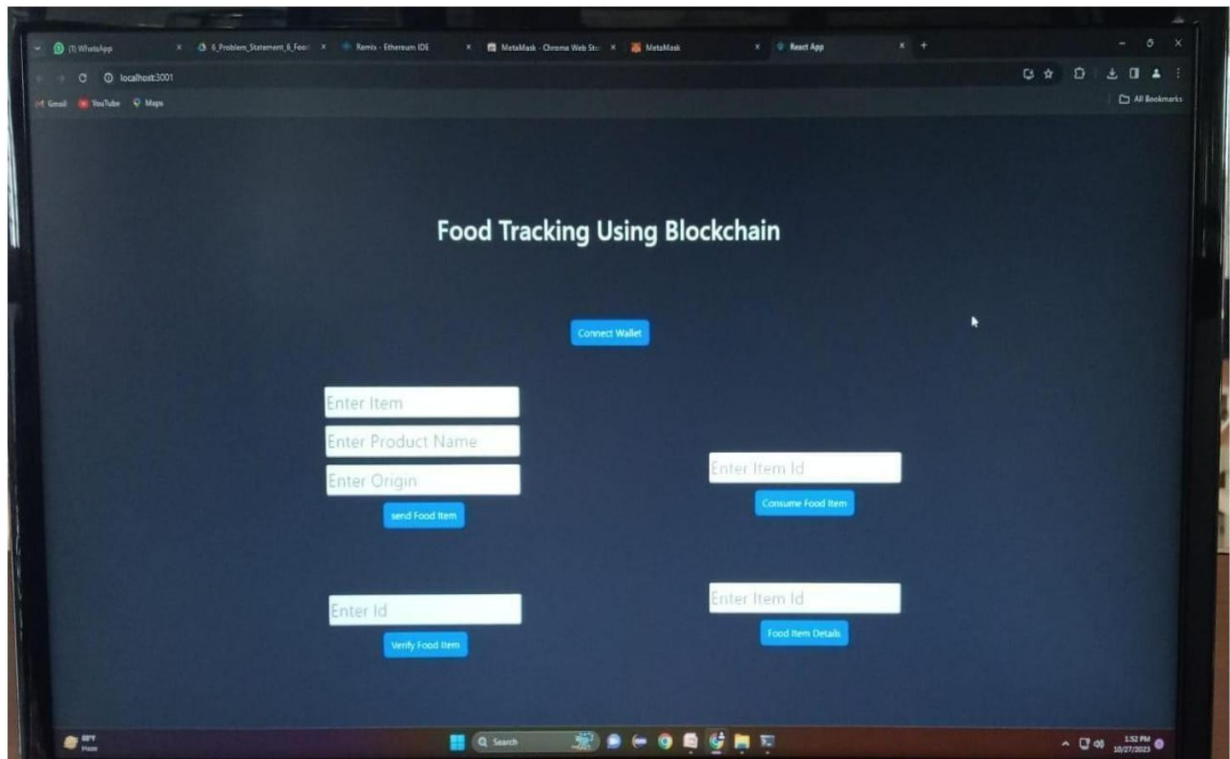 (1) WhatsApp
6_Problem_Statement_6_Foo
Remix - Ethereum IDE
MetaMask - Chrome Web Sto
MetaMask
React App
localhost:3001
Gmail
YouTube
Maps
All Bookmarks
Food Tracking Using Blockchain
Connect Wallet
Enter Item
Enter Product Name
Enter Origin
send Food Item
Enter Item Id
Consume Food Item
Enter Id
Verify Food Item
Enter Item Id
Food Item Details
Haze
Search
1:52 PM
10/27/2023